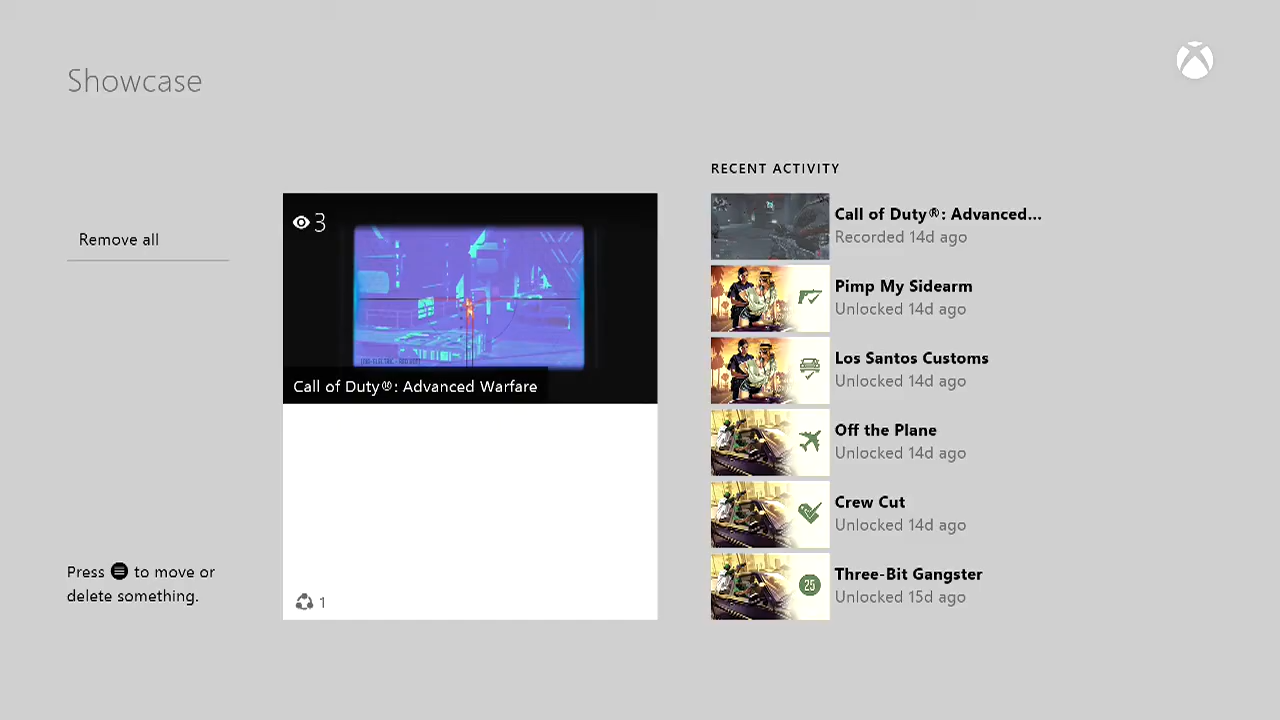 Showcase
Remove all
Press to move or
delete something.
3
Call of Duty®: Advanced Warfare
1
RECENT ACTIVITY
Call of Duty®: Advanced...
Recorded 14d ago
Pimp My Sidearm
Unlocked 14d ago
Los Santos Customs
Unlocked 14d ago
Off the Plane
Unlocked 14d ago
Crew Cut
Unlocked 14d ago
25
Three-Bit Gangster
Unlocked 15d ago